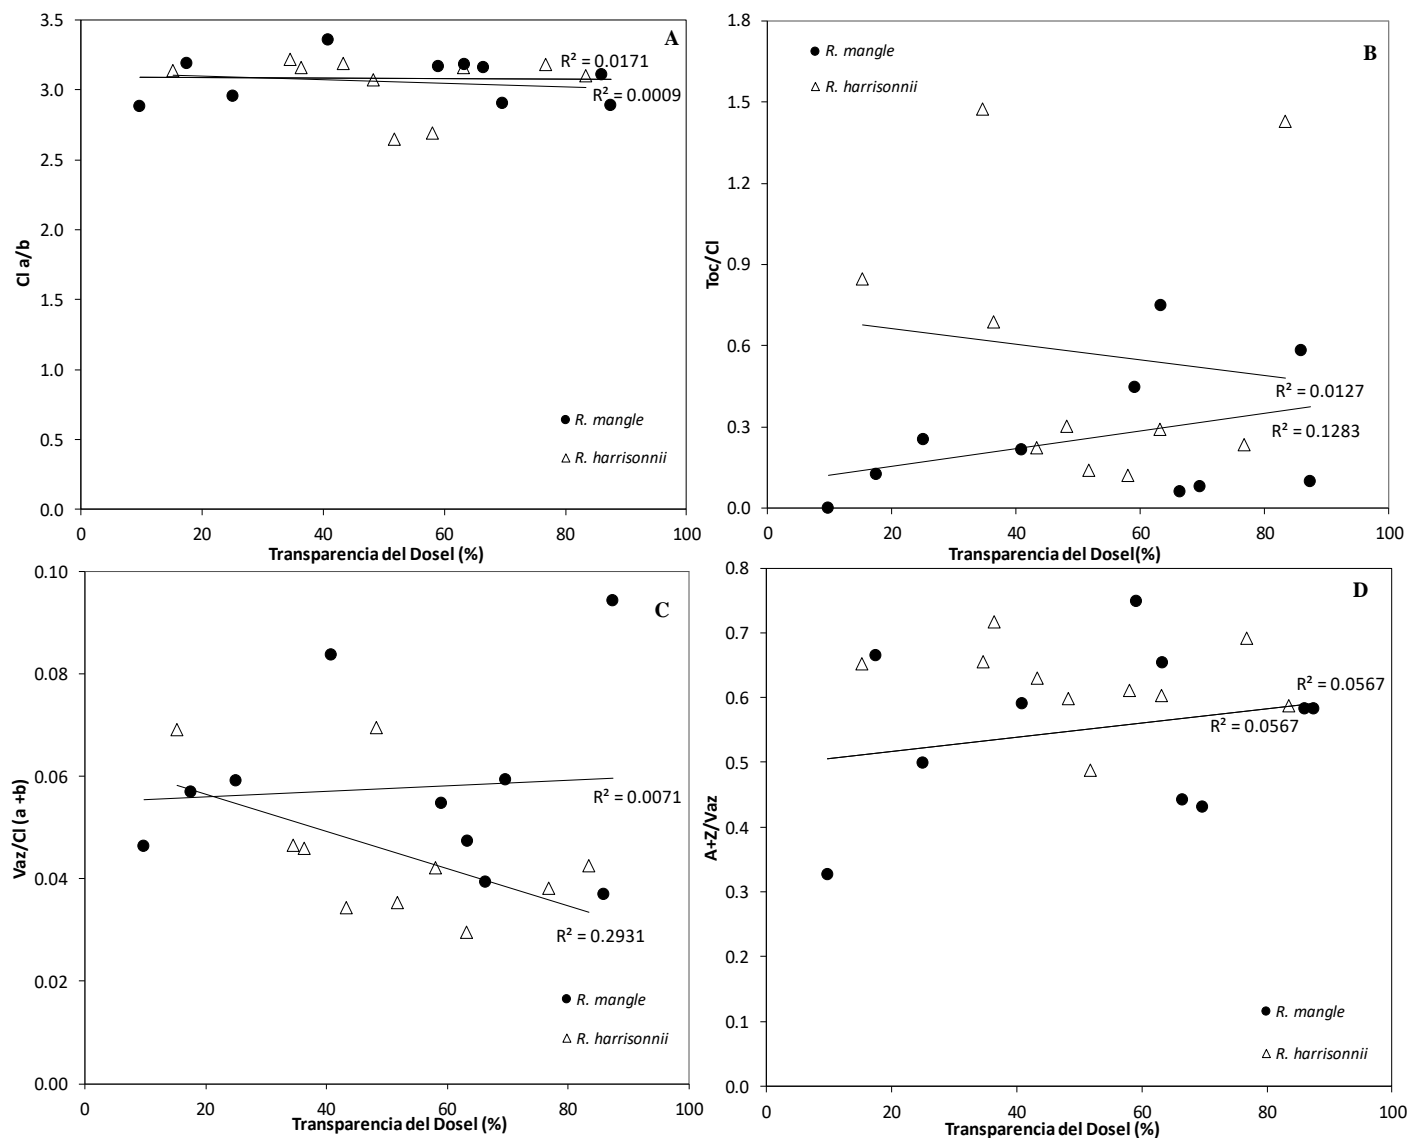 A
3.5
3.0
2.5
2.0
1.5
1.0
0.5
0.0
Cl a/b
R² = 0.0171
R² = 0.0009
R. mangle
R. harrisonnii
0 20 40 60 80 100
Transparencia del Dosel (%)
B
1.8
1.5
1.2
0.9
0.6
0.3
0.0
Toc/Cl
R. mangle
R. harrisonnii
R² = 0.0127
R² = 0.1283
0 20 40 60 80 100
Transparencia del Dosel(%)
C
0.10
0.08
0.06
0.04
0.02
0.00
Vaz/Cl (a +b)
R² = 0.0071
R² = 0.2931
R. mangle
R. harrisonnii
0 20 40 60 80 100
Transparencia del Dosel (%)
D
0.8
0.7
0.6
0.5
0.4
0.3
0.2
0.1
0.0
A+Z/Vaz
R² = 0.0567
R² = 0.0567
R. mangle
R. harrisonnii
0 20 40 60 80 100
Transparencia del Dosel (%)